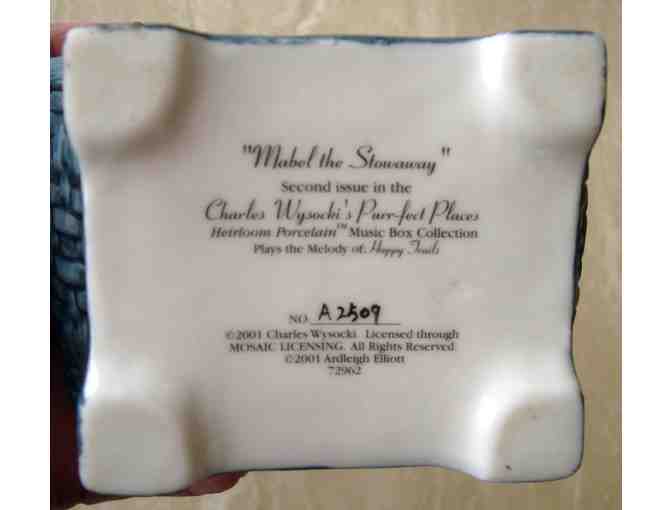 "Mabel the Stowaway"
Second issue in the
Charles Wysocki's Purr-fect Places
Heirloom Porcelain™ Music Box Collection
Plays the Melody of: Happy Trails
NO. A2509
©2001 Charles Wysocki. Licensed through
MOSAIC LICENSING. All Rights Reserved.
©2001 Ardleigh Elliott
72962